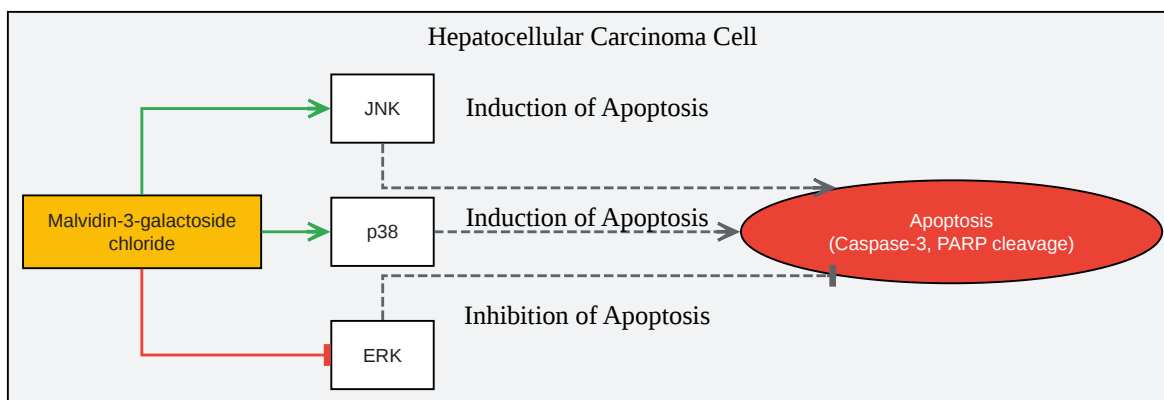 Hepatocellular Carcinoma Cell
JNK
Induction of Apoptosis
Malvidin-3-galactoside
chloride
p38
Induction of Apoptosis
Apoptosis
(Caspase-3, PARP cleavage)
Inhibition of Apoptosis
ERK